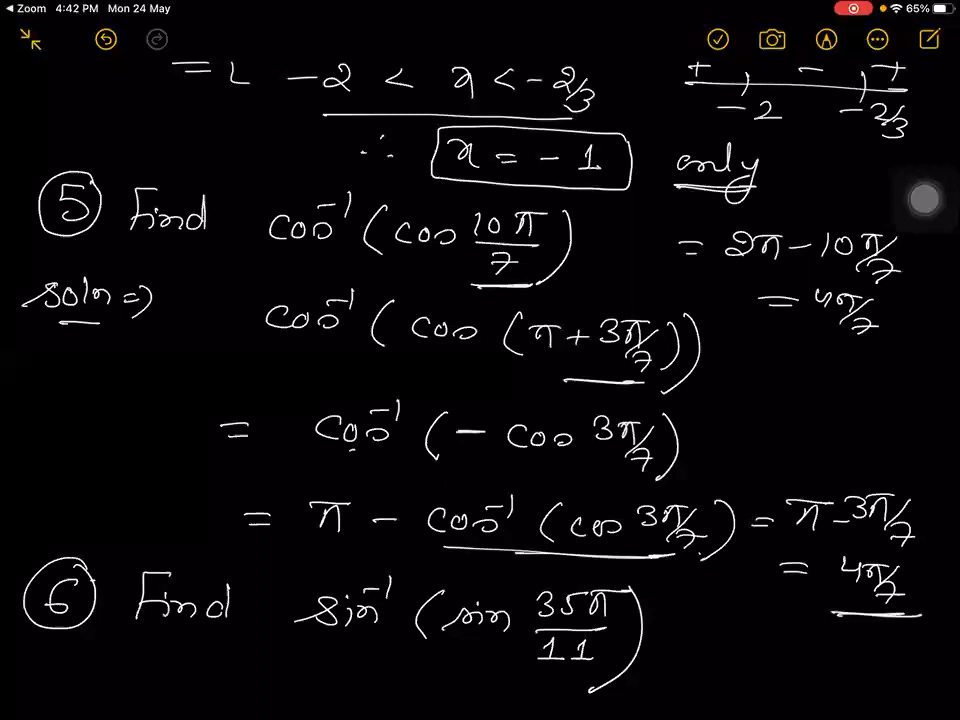 Zoom 4:42 PM Mon 24 May 65%
= -2 < x < -2/3 + - +
-2 -2/3
∴ x = -1 only
5 Find cos⁻¹(cos 10π/7) = 2π - 10π/7
= 4π/7
Soln => cos⁻¹(cos(π + 3π/7))
= cos⁻¹(- cos 3π/7)
= π - cos⁻¹(cos 3π/7) = π - 3π/7
= 4π/7
6 Find sin⁻¹(sin 35π/11)